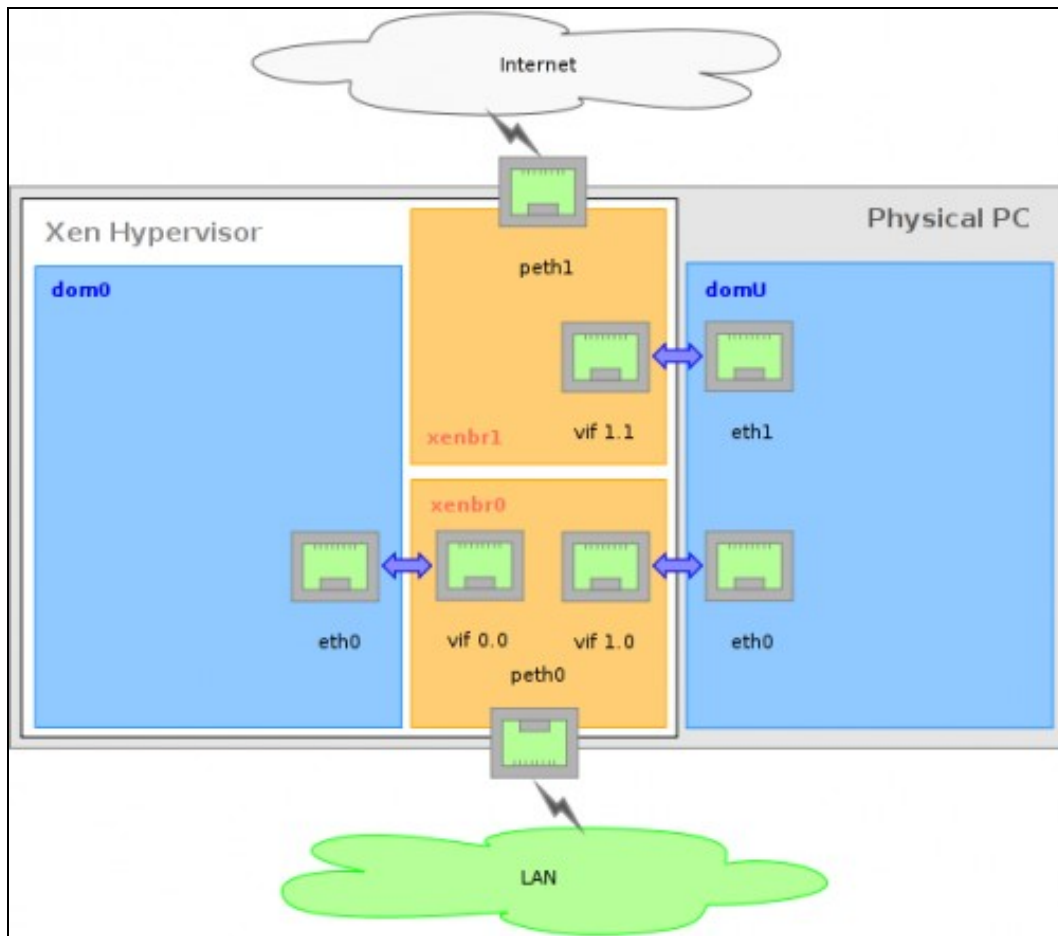 Internet
Xen Hypervisor
Physical PC
peth1
dom0
domU
vif 1.1
eth1
xenbr1
xenbr0
eth0
vif 0.0
vif 1.0
eth0
peth0
LAN